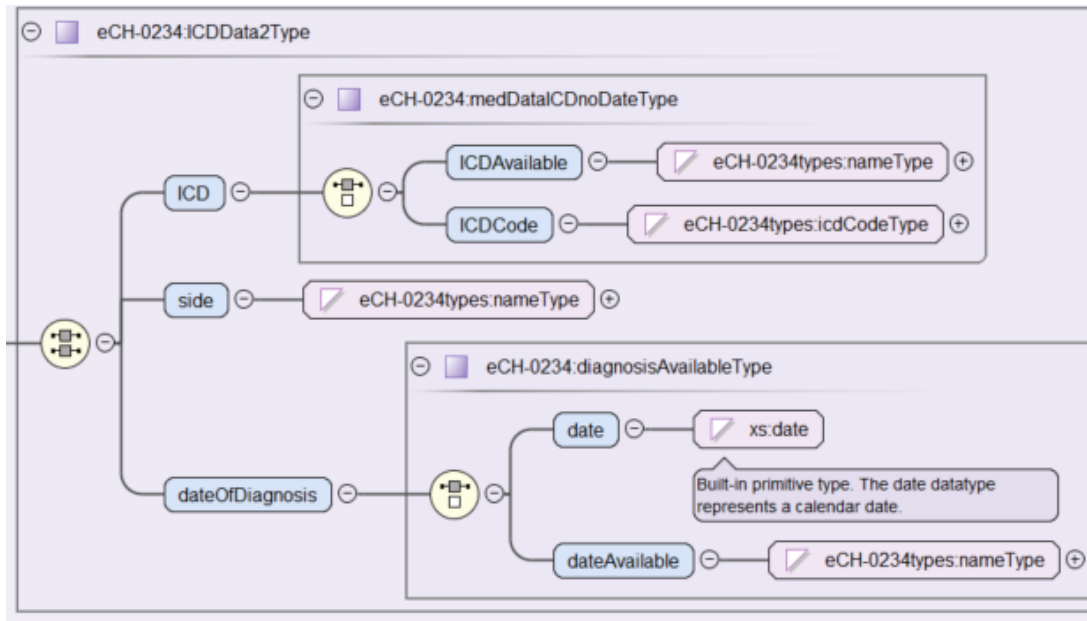 eCH-0234:ICDData2Type
eCH-0234:medDataICDnoDateType
ICDAvailable
eCH-0234types:nameType
ICD
ICDCode
eCH-0234types:icdCodeType
side
eCH-0234types:nameType
eCH-0234:diagnosisAvailableType
date
xs:date
Built-in primitive type. The date datatype
represents a calendar date.
dateOfDiagnosis
dateAvailable
eCH-0234types:nameType